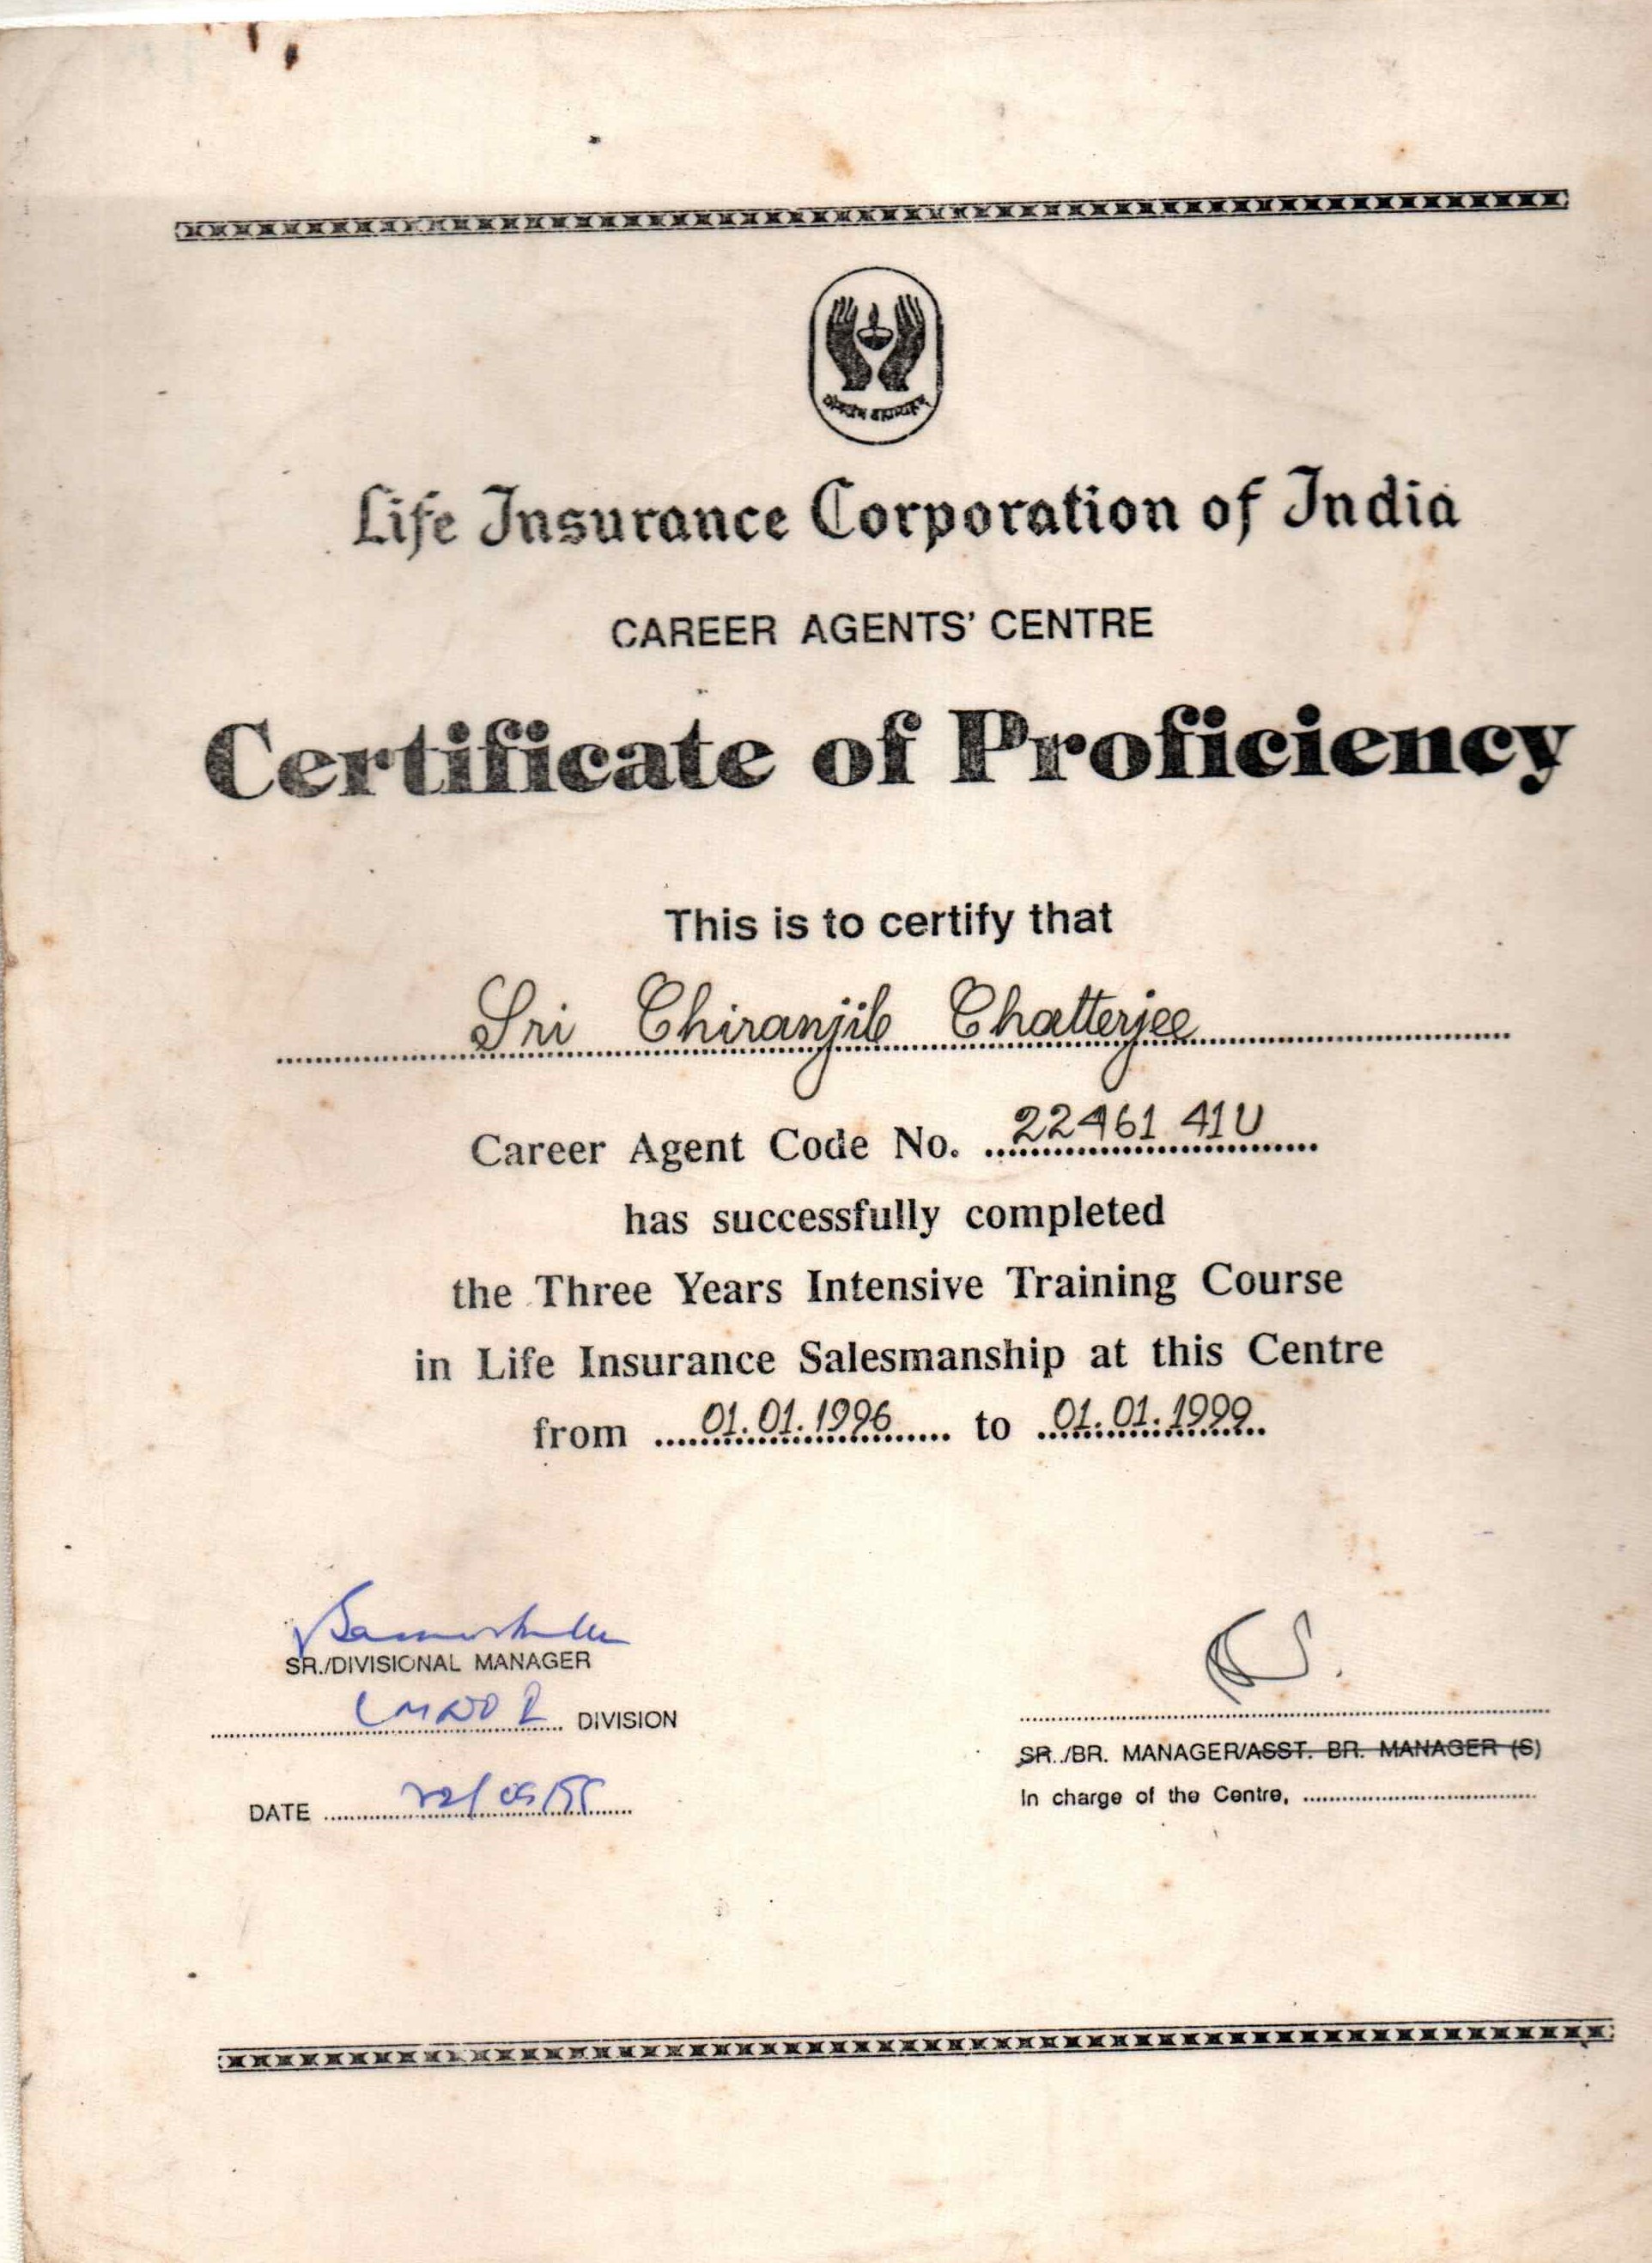 Life Insurance Corporation of India
CAREER AGENTS' CENTRE
Certificate of Proficiency
This is to certify that
Sri Chiranjib Chatterjee
Career Agent Code No. 22461 41U
has successfully completed
the Three Years Intensive Training Course
in Life Insurance Salesmanship at this Centre
from 01.01.1996 to 01.01.1999
SR./DIVISIONAL MANAGER
DIVISION
DATE
SR./BR. MANAGER/ASST. BR. MANAGER (S)
In charge of the Centre,